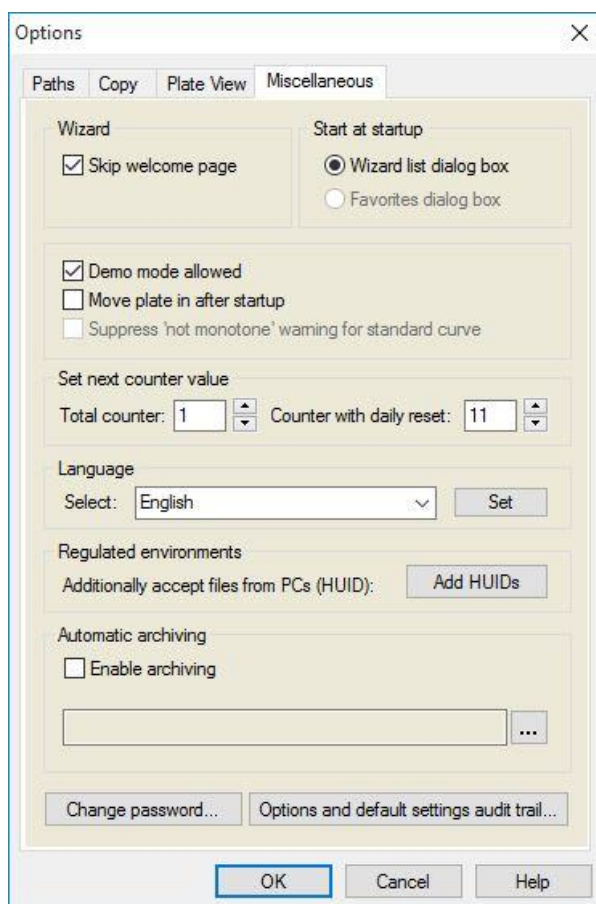 Options
Paths Copy Plate View Miscellaneous
Wizard Start at startup
Skip welcome page Wizard list dialog box
Favorites dialog box
Demo mode allowed
Move plate in after startup
Suppress 'not monotone' warning for standard curve
Set next counter value
Total counter: 1 Counter with daily reset: 11
Language
Select: English Set
Regulated environments
Additionally accept files from PCs (HUID): Add HUIDs
Automatic archiving
Enable archiving
...
Change password... Options and default settings audit trail...
OK Cancel Help